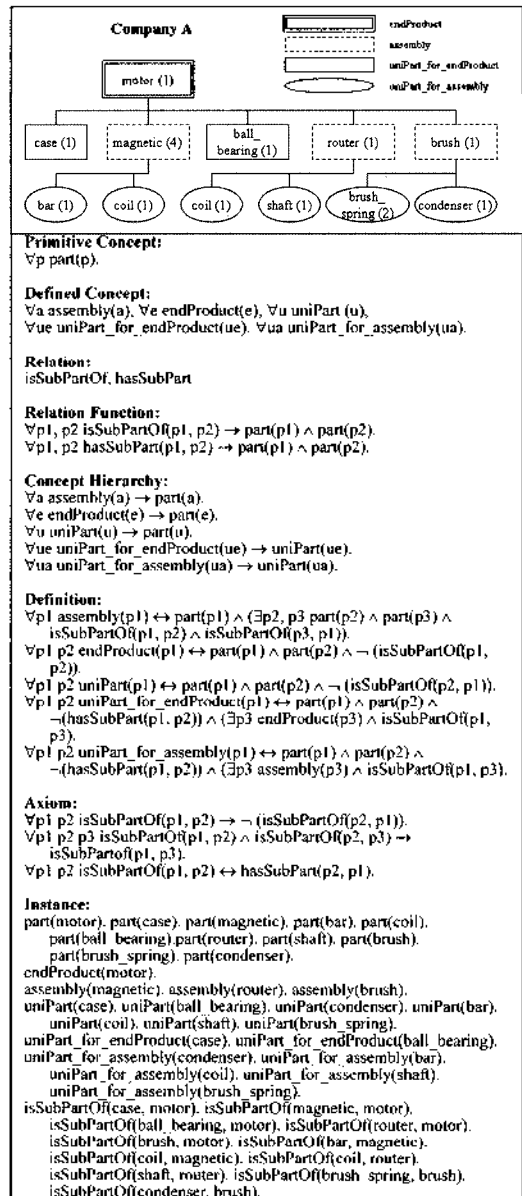 Company A
endProduct
assembly
uniPart_for_endProduct
uniPart_for_assembly
motor (1)
case (1)
magnetic (4)
ball_
bearing (1)
router (1)
brush (1)
bar (1)
coil (1)
coil (1)
shaft (1)
brush_
spring (2)
condenser (1)
Primitive Concept:
∀p part(p).
Defined Concept:
∀a assembly(a), ∀e endProduct(e), ∀u uniPart (u),
∀ue uniPart_for_endProduct(ue). ∀ua uniPart_for_assembly(ua).
Relation:
isSubPartOf, hasSubPart
Relation Function:
∀p1, p2 isSubPartOf(p1, p2) → part(p1) ∧ part(p2).
∀p1, p2 hasSubPart(p1, p2) → part(p1) ∧ part(p2).
Concept Hierarchy:
∀a assembly(a) → part(a).
∀e endProduct(e) → part(e).
∀u uniPart(u) → part(u).
∀ue uniPart_for_endProduct(ue) → uniPart(ue).
∀ua uniPart_for_assembly(ua) → uniPart(ua).
Definition:
∀p1 assembly(p1) ↔ part(p1) ∧ (∃p2, p3 part(p2) ∧ part(p3) ∧
isSubPartOf(p1, p2) ∧ isSubPartOf(p3, p1)).
∀p1 p2 endProduct(p1) ↔ part(p1) ∧ part(p2) ∧ ¬ (isSubPartOf(p1,
p2)).
∀p1 p2 uniPart(p1) ↔ part(p1) ∧ part(p2) ∧ ¬ (isSubPartOf(p2, p1)).
∀p1 p2 uniPart_for_endProduct(p1) ↔ part(p1) ∧ part(p2) ∧
¬(hasSubPart(p1, p2)) ∧ (∃p3 endProduct(p3) ∧ isSubPartOf(p1,
p3).
∀p1 p2 uniPart_for_assembly(p1) ↔ part(p1) ∧ part(p2) ∧
¬(hasSubPart(p1, p2)) ∧ (∃p3 assembly(p3) ∧ isSubPartOf(p1, p3).
Axiom:
∀p1 p2 isSubPartOf(p1, p2) → ¬ (isSubPartOf(p2, p1)).
∀p1 p2 p3 isSubPartOf(p1, p2) ∧ isSubPartOf(p2, p3) →
isSubPartof(p1, p3).
∀p1 p2 isSubPartOf(p1, p2) ↔ hasSubPart(p2, p1).
Instance:
part(motor). part(case). part(magnetic). part(bar). part(coil).
part(ball_bearing).part(router). part(shaft). part(brush).
part(brush_spring). part(condenser).
endProduct(motor).
assembly(magnetic). assembly(router). assembly(brush).
uniPart(case). uniPart(ball_bearing). uniPart(condenser). uniPart(bar).
uniPart(coil). uniPart(shaft). uniPart(brush_spring).
uniPart_for_endProduct(case). uniPart_for_endProduct(ball_bearing).
uniPart_for_assembly(condenser). uniPart_for_assembly(bar).
uniPart_for_assembly(coil). uniPart_for_assembly(shaft).
uniPart_for_assembly(brush_spring).
isSubPartOf(case, motor). isSubPartOf(magnetic, motor).
isSubPartOf(ball_bearing, motor). isSubPartOf(router, motor).
isSubPartOf(brush, motor). isSubPartOf(bar, magnetic).
isSubPartOf(coil, magnetic). isSubPartOf(coil, router).
isSubPartOf(shaft, router). isSubPartOf(brush_spring, brush).
isSubPartOf(condenser, brush).